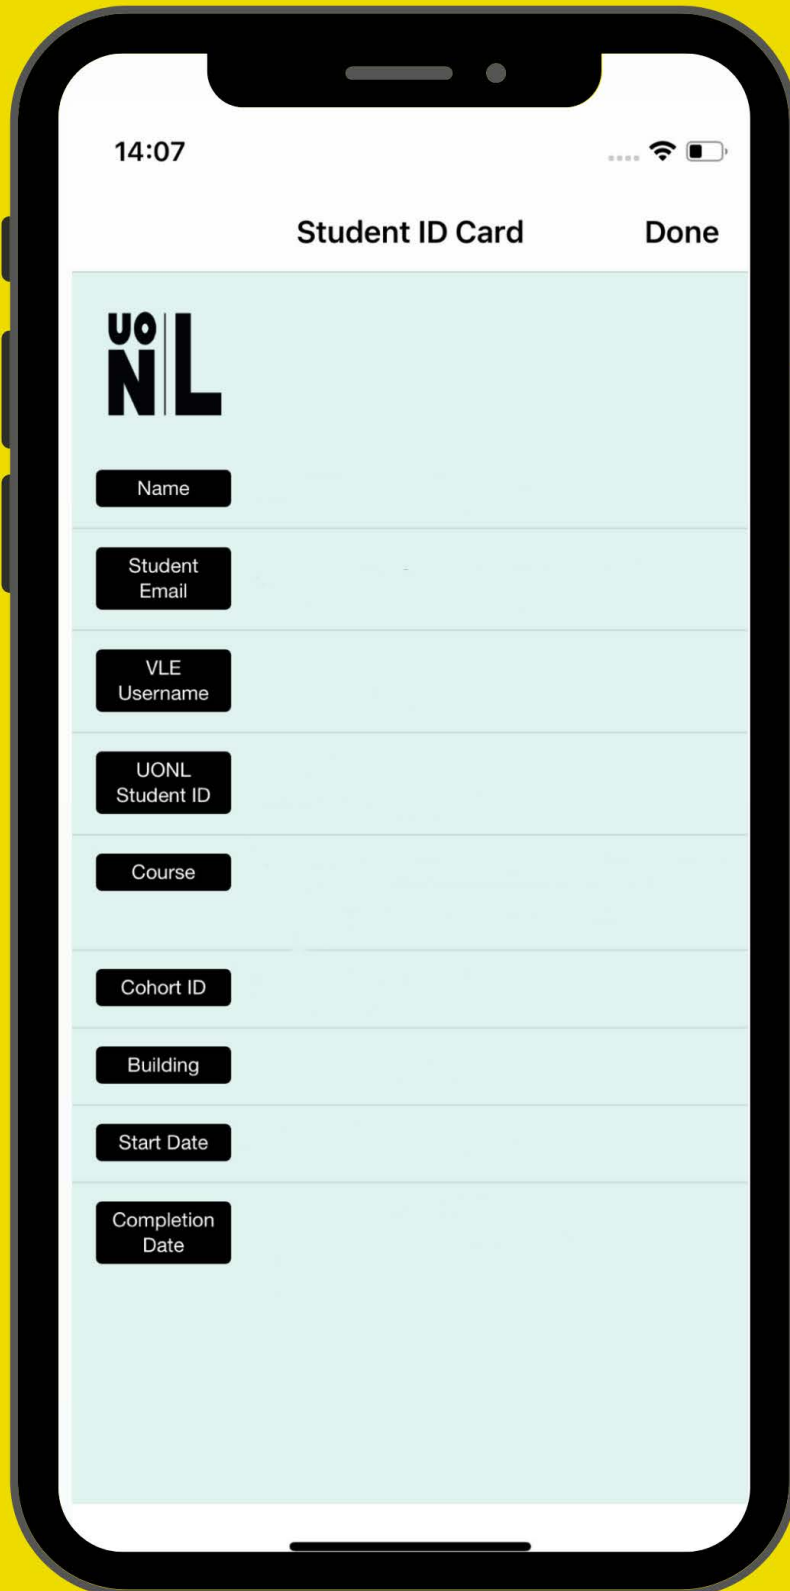 14:07
Student ID Card Done
UO
N L
Name
Student
Email
VLE
Username
UONL
Student ID
Course
Cohort ID
Building
Start Date
Completion
Date